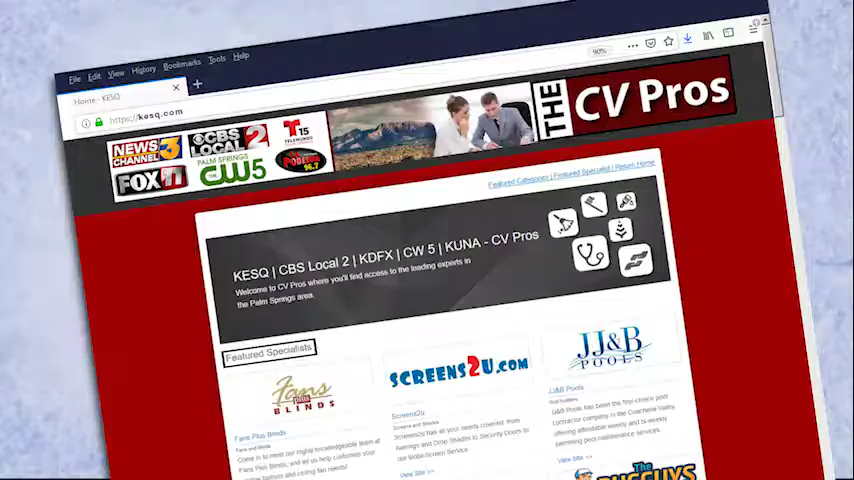 File Edit View History Bookmarks Tools Help
Home - KESQ
https://kesq.com
90%
NEWS CHANNEL 3
CBS LOCAL 2
T 15 TELEMUNDO
FOX 11
PALM SPRINGS THE CW5
96.7
THE CV Pros
Featured Categories | Featured Specialist | Return Home
KESQ | CBS Local 2 | KDFX | CW 5 | KUNA - CV Pros
Welcome to CV Pros where you'll find access to the leading experts in
the Palm Springs area.
Featured Specialists
Fans
plus
BLINDS
Fans Plus Blinds
Fans and Blinds
Come in to meet our highly knowledgeable team at
Fans Plus Blinds, and let us help customize your
fashion and ceiling fan needs!
SCREENS2U.COM
Screens2u
Screens and Shades
Screens2u has all your needs covered, from
Awnings and Drop Shades to Security Doors to
our Mobile Screen Service.
View Site >>
JJ&B
POOLS
JJ&B Pools
Pool builders
JJ&B Pools has been the first-choice pool
contractor company in the Coachella Valley,
offering affordable weekly and bi-weekly
swimming pool maintenance services.
View Site >>
The
BUGGUYS